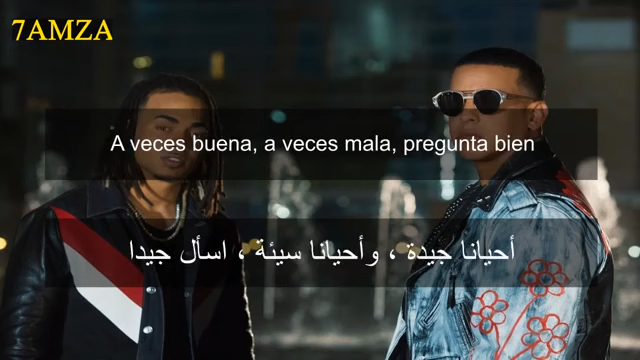 7AMZA
A veces buena, a veces mala, pregunta bien
أحيانا جيدة ، وأحيانا سيئة ، اسأل جيدا